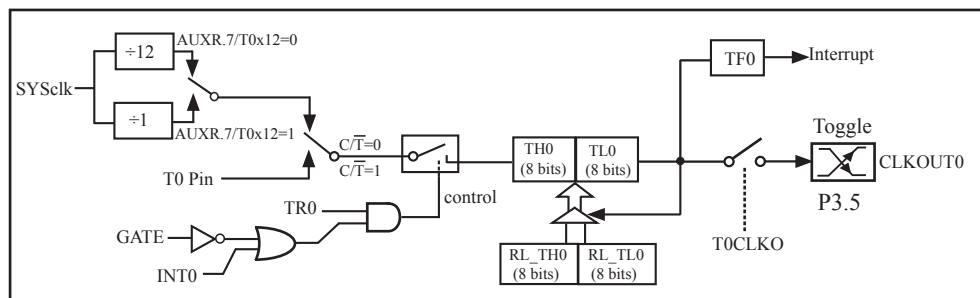 ÷12
AUXR.7/T0x12=0
SYSclk
÷1
AUXR.7/T0x12=1
T0 Pin
C/T̅=0
C/T̅=1
control
TR0
GATE
INT0
TH0
(8 bits)
TL0
(8 bits)
RL_TH0
(8 bits)
RL_TL0
(8 bits)
TF0
Interrupt
Toggle
CLKOUT0
P3.5
T0CLKO